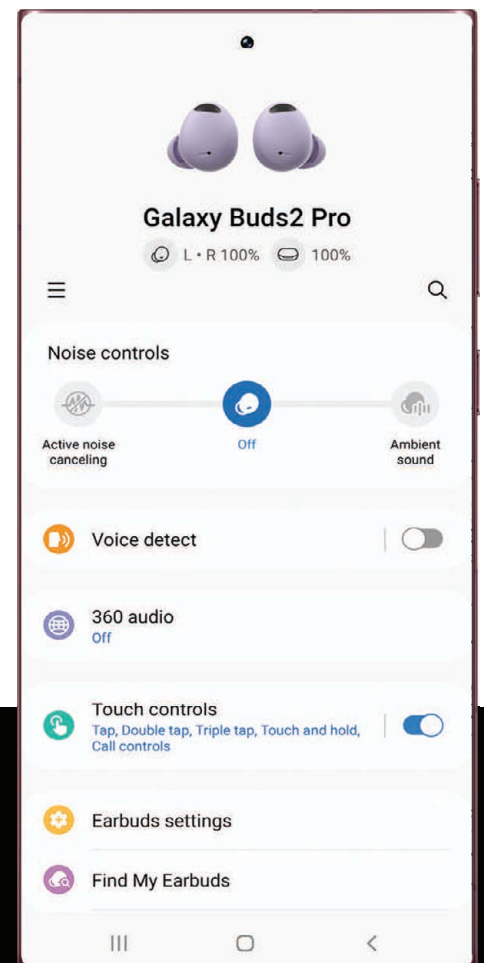 Galaxy Buds2 Pro
L • R 100% 100%
Noise controls
Active noise
canceling
Off
Ambient
sound
Voice detect
360 audio
Off
Touch controls
Tap, Double tap, Triple tap, Touch and hold,
Call controls
Earbuds settings
Find My Earbuds